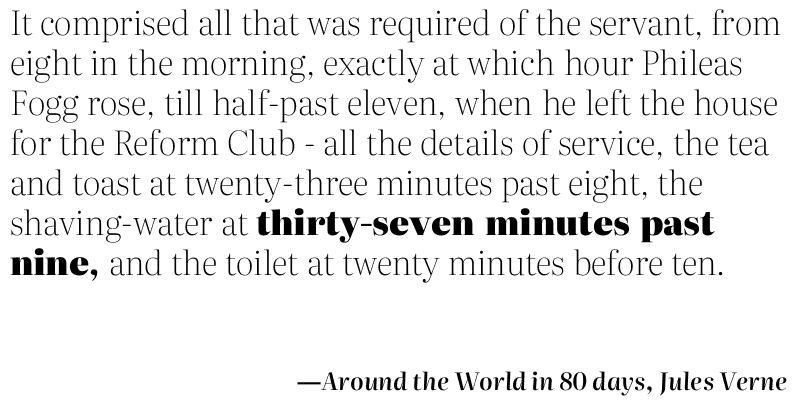 It comprised all that was required of the servant, from
eight in the morning, exactly at which hour Phileas
Fogg rose, till half-past eleven, when he left the house
for the Reform Club - all the details of service, the tea
and toast at twenty-three minutes past eight, the
shaving-water at thirty-seven minutes past
nine, and the toilet at twenty minutes before ten.
—Around the World in 80 days, Jules Verne